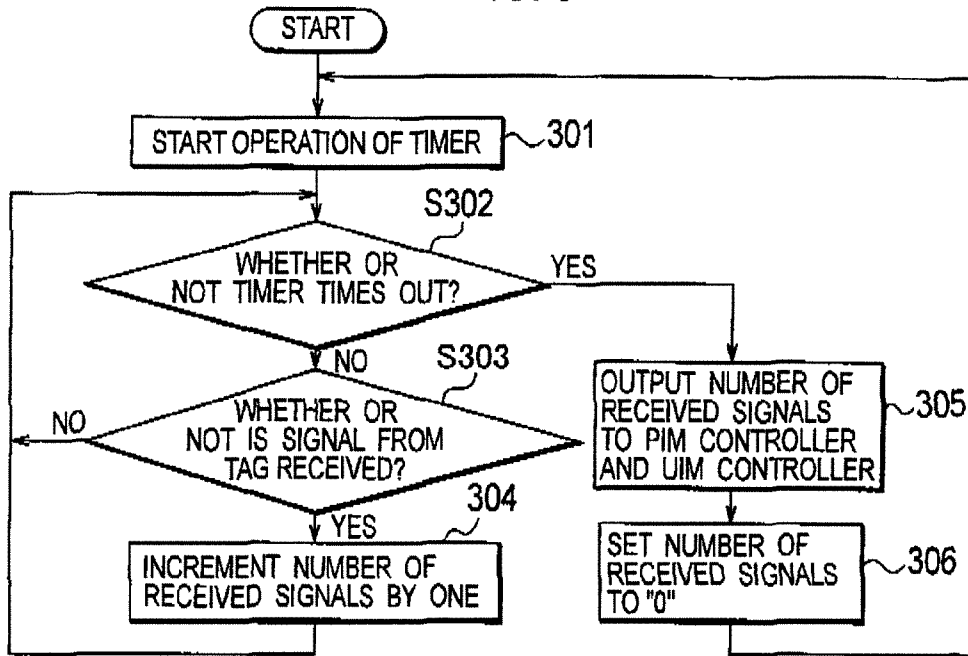 START
START OPERATION OF TIMER
301
S302
WHETHER OR
NOT TIMER TIMES OUT?
YES
NO
S303
WHETHER OR
NOT IS SIGNAL FROM
TAG RECEIVED?
NO
YES
304
INCREMENT NUMBER OF
RECEIVED SIGNALS BY ONE
OUTPUT NUMBER OF
RECEIVED SIGNALS
TO PIM CONTROLLER
AND UIM CONTROLLER
305
SET NUMBER OF
RECEIVED SIGNALS
TO "0"
306